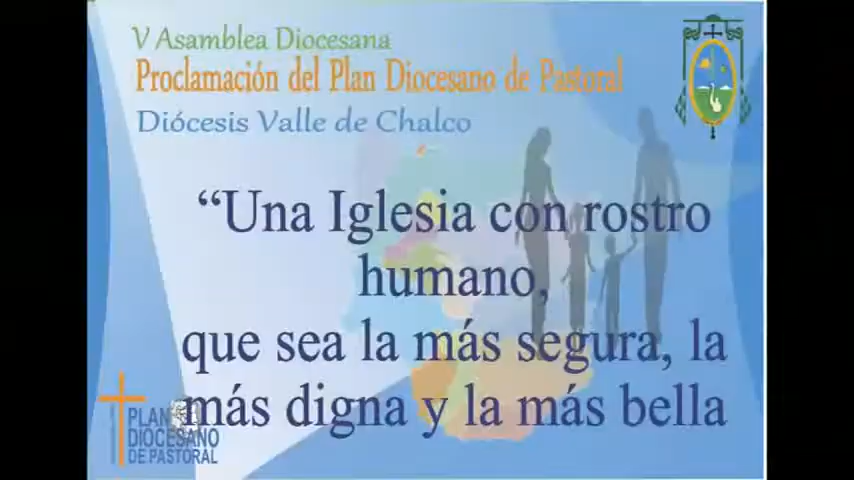 V Asamblea Diocesana
Proclamación del Plan Diocesano de Pastoral
Diócesis Valle de Chalco
“Una Iglesia con rostro
humano,
que sea la más segura, la
más digna y la más bella
PLAN
DIOCESANO
DE PASTORAL